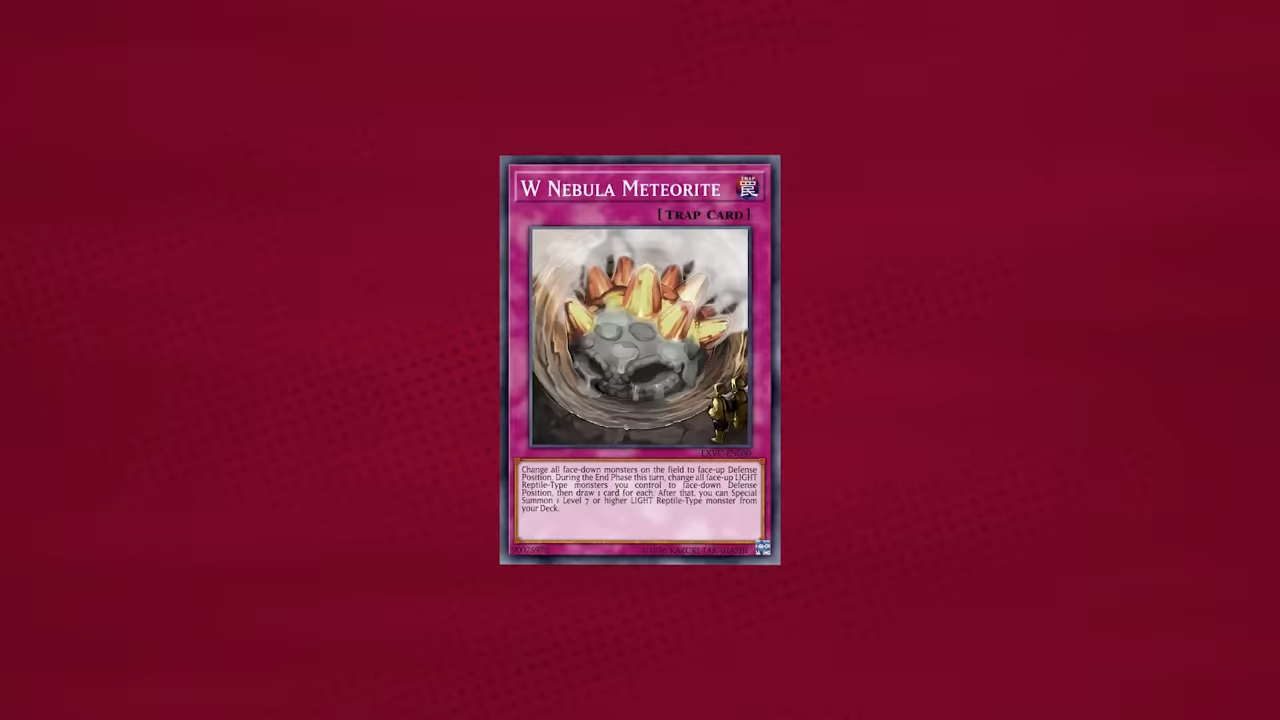 W Nebula Meteorite
TRAP
罠
[Trap Card]
Change all face-down monsters on the field to face-up Defense
Position. During the End Phase this turn, change all face-up LIGHT
Reptile-Type monsters you control to face-down Defense
Position, then draw 1 card for each. After that, you can Special
Summon 1 Level 7 or higher LIGHT Reptile-Type monster from
your Deck.
KAZUKI TAKAHASHI